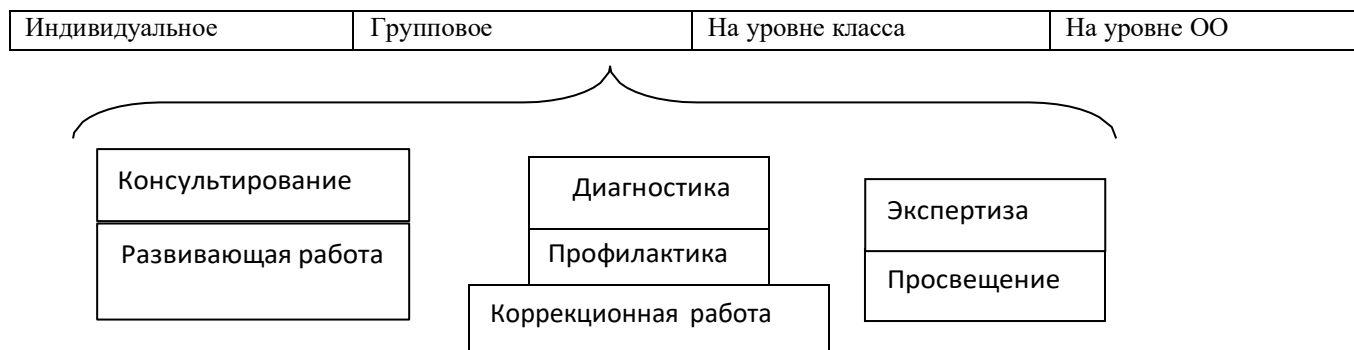 Индивидуальное Групповое На уровне класса На уровне ОО
Консультирование
Развивающая работа
Диагностика
Профилактика
Коррекционная работа
Экспертиза
Просвещение